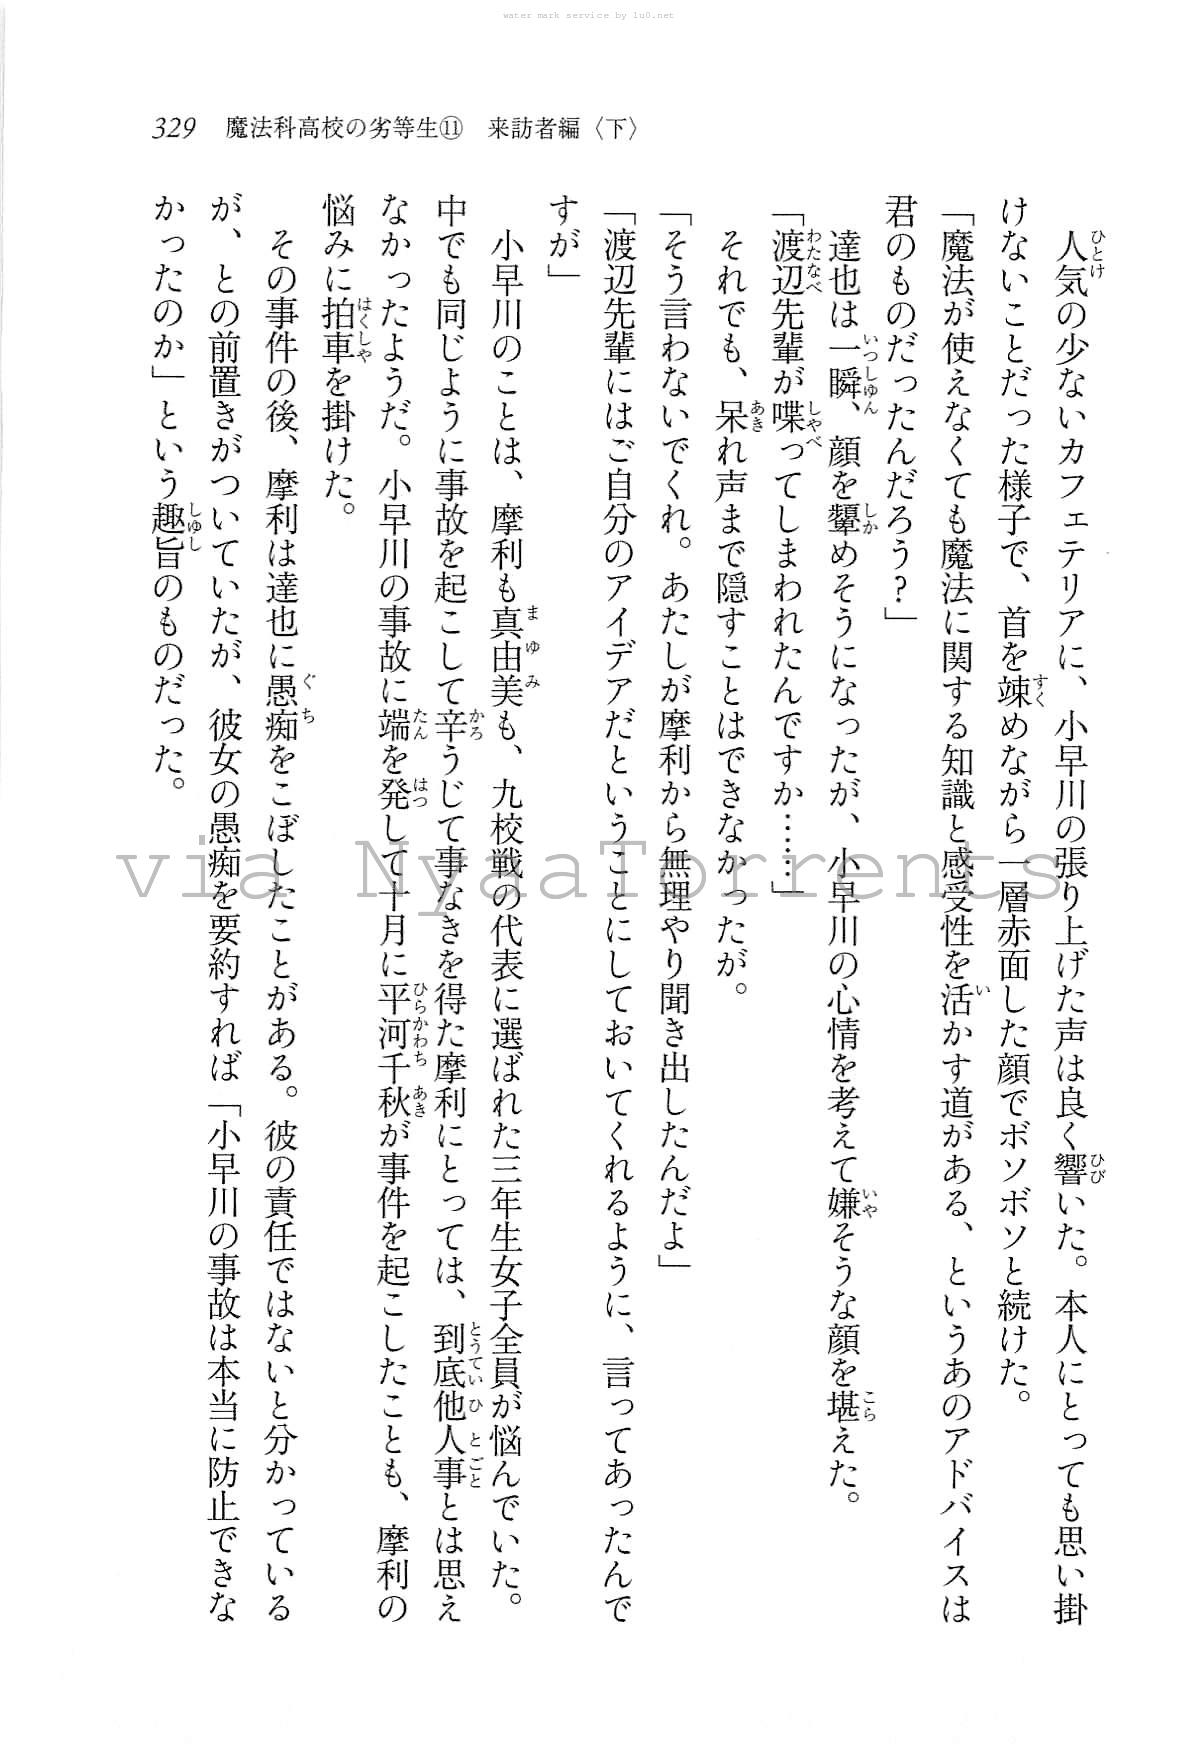 water mark service by lu0.net
329 魔法科高校の劣等生⑪ 来訪者編〈下〉
人気の少ないカフェテリアに、小早川の張り上げた声は良く響いた。本人にとっても思い掛
けないことだった様子で、首を竦めながら一層赤面した顔でボソボソと続けた。
「魔法が使えなくても魔法に関する知識と感受性を活かす道がある、というあのアドバイスは
君のものだったんだろう?」
達也は一瞬、顔を顰めそうになったが、小早川の心情を考えて嫌そうな顔を堪えた。
「渡辺先輩が喋ってしまわれたんですか……」
それでも、呆れ声まで隠すことはできなかったが。
「そう言わないでくれ。あたしが摩利から無理やり聞き出したんだよ」
「渡辺先輩にはご自分のアイデアだということにしておいてくれるように、言ってあったんで
すが」
小早川のことは、摩利も真由美も、九校戦の代表に選ばれた三年生女子全員が悩んでいた。
中でも同じように事故を起こして辛うじて事なきを得た摩利にとっては、到底他人事とは思え
なかったようだ。小早川の事故に端を発して十月に平河千秋が事件を起こしたことも、摩利の
悩みに拍車を掛けた。
その事件の後、摩利は達也に愚痴をこぼしたことがある。彼の責任ではないと分かっている
が、との前置きがついていたが、彼女の愚痴を要約すれば「小早川の事故は本当に防止できな
かったのか」という趣旨のものだった。
via NyaaTorrents